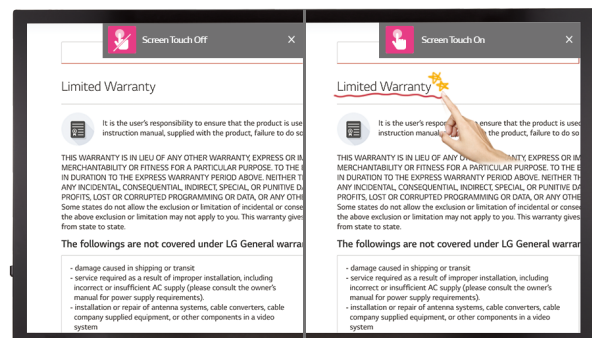 Screen Touch Off
Limited Warranty
It is the user's responsibility to ensure that the product is use
instruction manual, supplied with the product, failure to do so
THIS WARRANTY IS IN LIEU OF ANY OTHER WARRANTY, EXPRESS OR IM
MERCHANTABILITY OR FITNESS FOR A PARTICULAR PURPOSE. TO THE E
IN DURATION TO THE EXPRESS WARRANTY PERIOD ABOVE. NEITHER TH
ANY INCIDENTAL, CONSEQUENTIAL, INDIRECT, SPECIAL, OR PUNITIVE DA
PROFITS, LOST OR CORRUPTED PROGRAMMING OR DATA, OR ANY OTHE
Some states do not allow the exclusion or limitation of incidental or conse
the above exclusion or limitation may not apply to you. This warranty gives
from state to state.
The followings are not covered under LG General warran
- damage caused in shipping or transit
- service required as a result of improper installation, including
incorrect or insufficient AC supply (please consult the owner's
manual for power supply requirements).
- installation or repair of antenna systems, cable converters, cable
company supplied equipment, or other components in a video
system
Screen Touch On
Limited Warranty
It is the user's respon ensure that the product is used
instruction manual, the product, failure to do so
THIS WARRANTY IS IN LIEU OF ANY EXPRESS OR IM
MERCHANTABILITY OR FITNESS FOR A PARTICULAR PURPOSE. TO THE E
IN DURATION TO THE EXPRESS WARRANTY PERIOD ABOVE. NEITHER TH
ANY INCIDENTAL, CONSEQUENTIAL, INDIRECT, SPECIAL, OR PUNITIVE DA
PROFITS, LOST OR CORRUPTED PROGRAMMING OR DATA, OR ANY OTHE
Some states do not allow the exclusion or limitation of incidental or conse
the above exclusion or limitation may not apply to you. This warranty gives
from state to state.
The followings are not covered under LG General warran
- damage caused in shipping or transit
- service required as a result of improper installation, including
incorrect or insufficient AC supply (please consult the owner's
manual for power supply requirements).
- installation or repair of antenna systems, cable converters, cable
company supplied equipment, or other components in a video
system